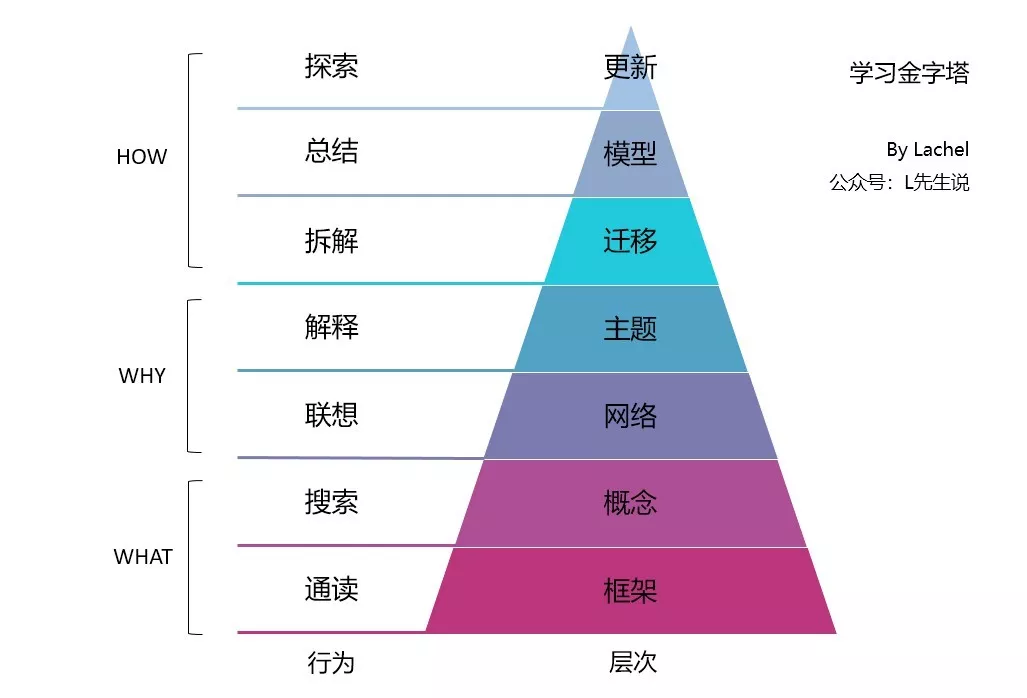 学习金字塔
By Lachel
公众号：L先生说
HOW
探索
更新
总结
模型
拆解
迁移
WHY
解释
主题
联想
网络
WHAT
搜索
概念
通读
框架
行为
层次